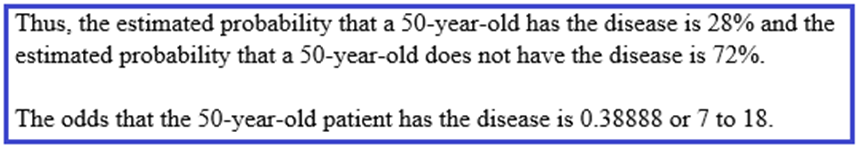 Thus, the estimated probability that a 50-year-old has the disease is 28% and the
estimated probability that a 50-year-old does not have the disease is 72%.
The odds that the 50-year-old patient has the disease is 0.38888 or 7 to 18.